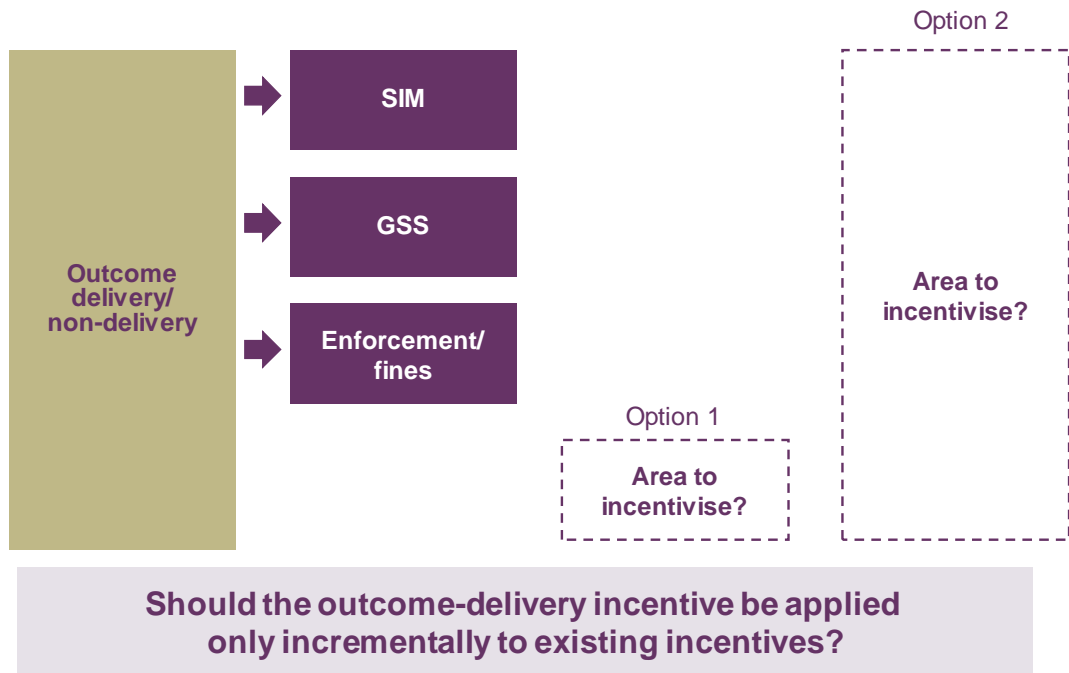 Option 2
SIM
GSS
Outcome
delivery/
non-delivery
Area to
incentivise?
Enforcement/
fines
Option 1
Area to
incentivise?
Should the outcome-delivery incentive be applied
only incrementally to existing incentives?